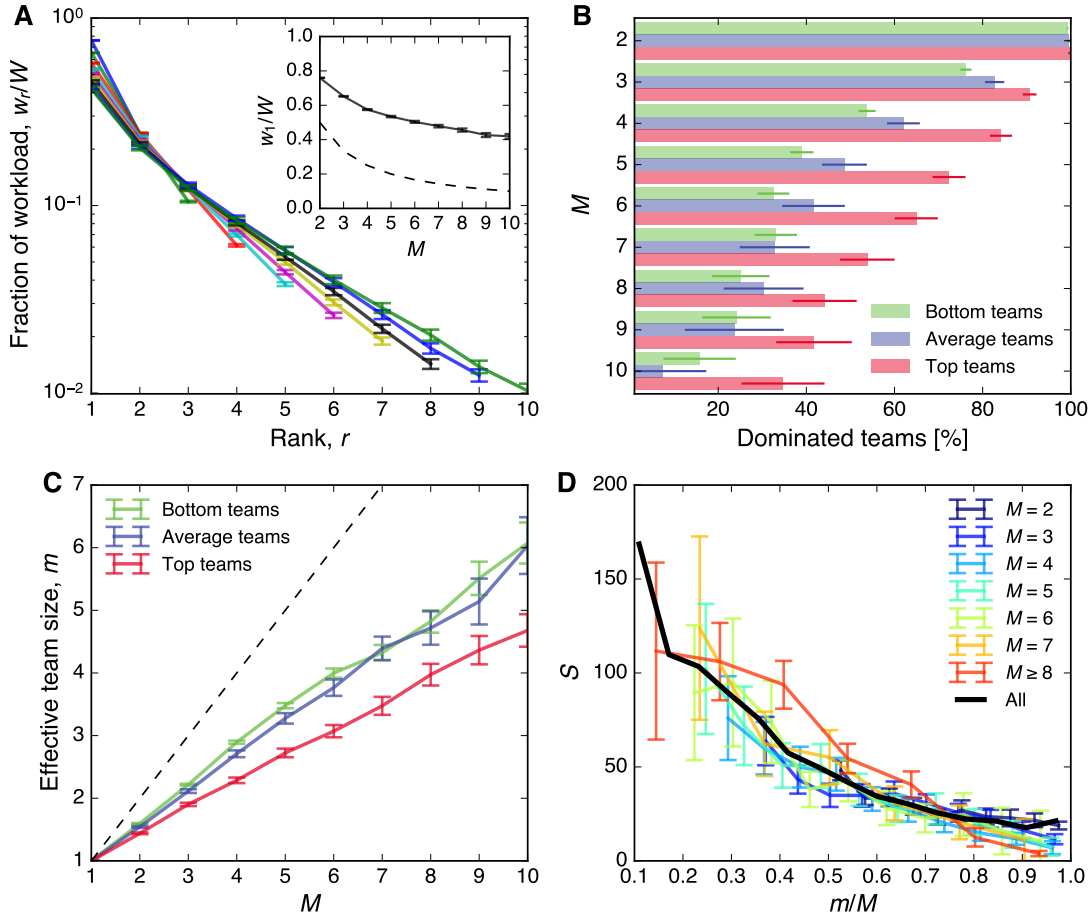 A
Fraction of workload, wᵣ/W
10⁰
10⁻¹
10⁻²
1 2 3 4 5 6 7 8 9 10
Rank, r
w₁/W
1.0
0.8
0.6
0.4
0.2
0.0
2 3 4 5 6 7 8 9 10
M
B
M
2
3
4
5
6
7
8
9
10
Bottom teams
Average teams
Top teams
20 40 60 80 100
Dominated teams [%]
C
Effective team size, m
7
6
5
4
3
2
1
Bottom teams
Average teams
Top teams
1 2 3 4 5 6 7 8 9 10
M
D
S
200
150
100
50
0
M = 2
M = 3
M = 4
M = 5
M = 6
M = 7
M ≥ 8
All
0.1 0.2 0.3 0.4 0.5 0.6 0.7 0.8 0.9 1.0
m/M